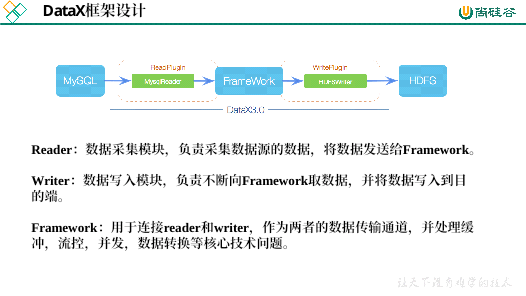 DataX框架设计
尚硅谷
ReadPlugin
WritePlugin
MySQL
MysqlReader
FrameWork
HDFSWriter
HDFS
DataX3.0
Reader：数据采集模块，负责采集数据源的数据，将数据发送给Framework。
Writer：数据写入模块，负责不断向Framework取数据，并将数据写入到目
的端。
Framework：用于连接reader和writer，作为两者的数据传输通道，并处理缓
冲，流控，并发，数据转换等核心技术问题。
让天下没有难学的技术